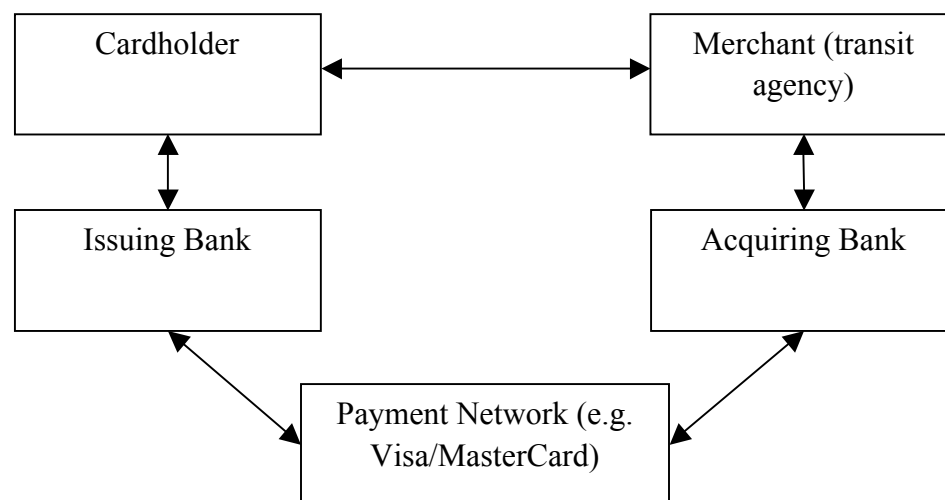 Cardholder
Merchant (transit
agency)
Issuing Bank
Acquiring Bank
Payment Network (e.g.
Visa/MasterCard)